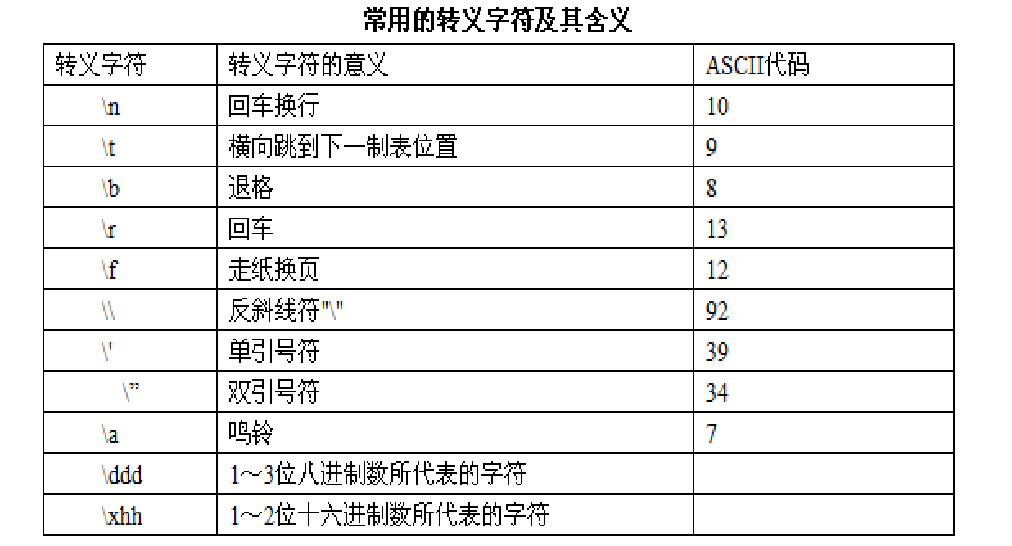 常用的转义字符及其含义
转义字符 转义字符的意义 ASCII代码
\n 回车换行 10
\t 横向跳到下一制表位置 9
\b 退格 8
\r 回车 13
\f 走纸换页 12
\\ 反斜线符"\" 92
\' 单引号符 39
\” 双引号符 34
\a 鸣铃 7
\ddd 1～3位八进制数所代表的字符
\xhh 1～2位十六进制数所代表的字符